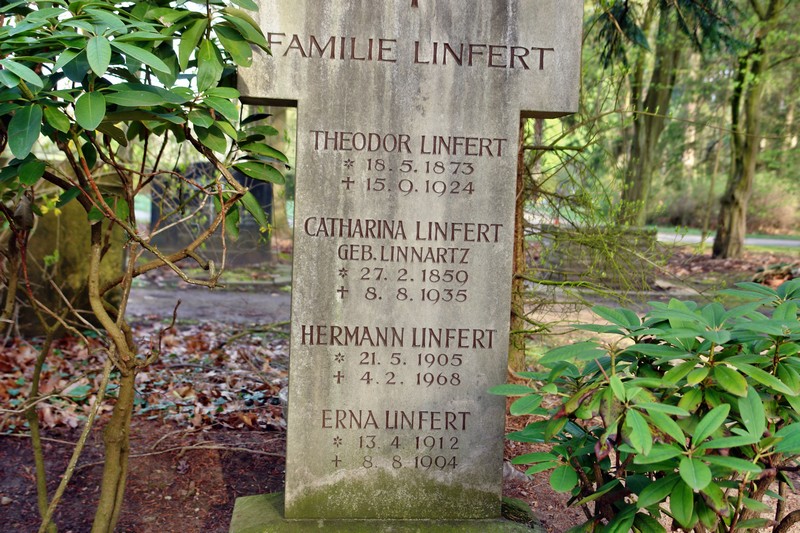 FAMILIE LINFERT
THEODOR LINFERT
* 18.5.1873
✝ 15.9.1924
CATHARINA LINFERT
GEB. LINNARTZ
* 27.2.1859
✝ 8.8.1935
HERMANN LINFERT
* 21.5.1905
✝ 4.2.1968
ERNA LINFERT
* 13.4.1912
✝ 8.8.1994